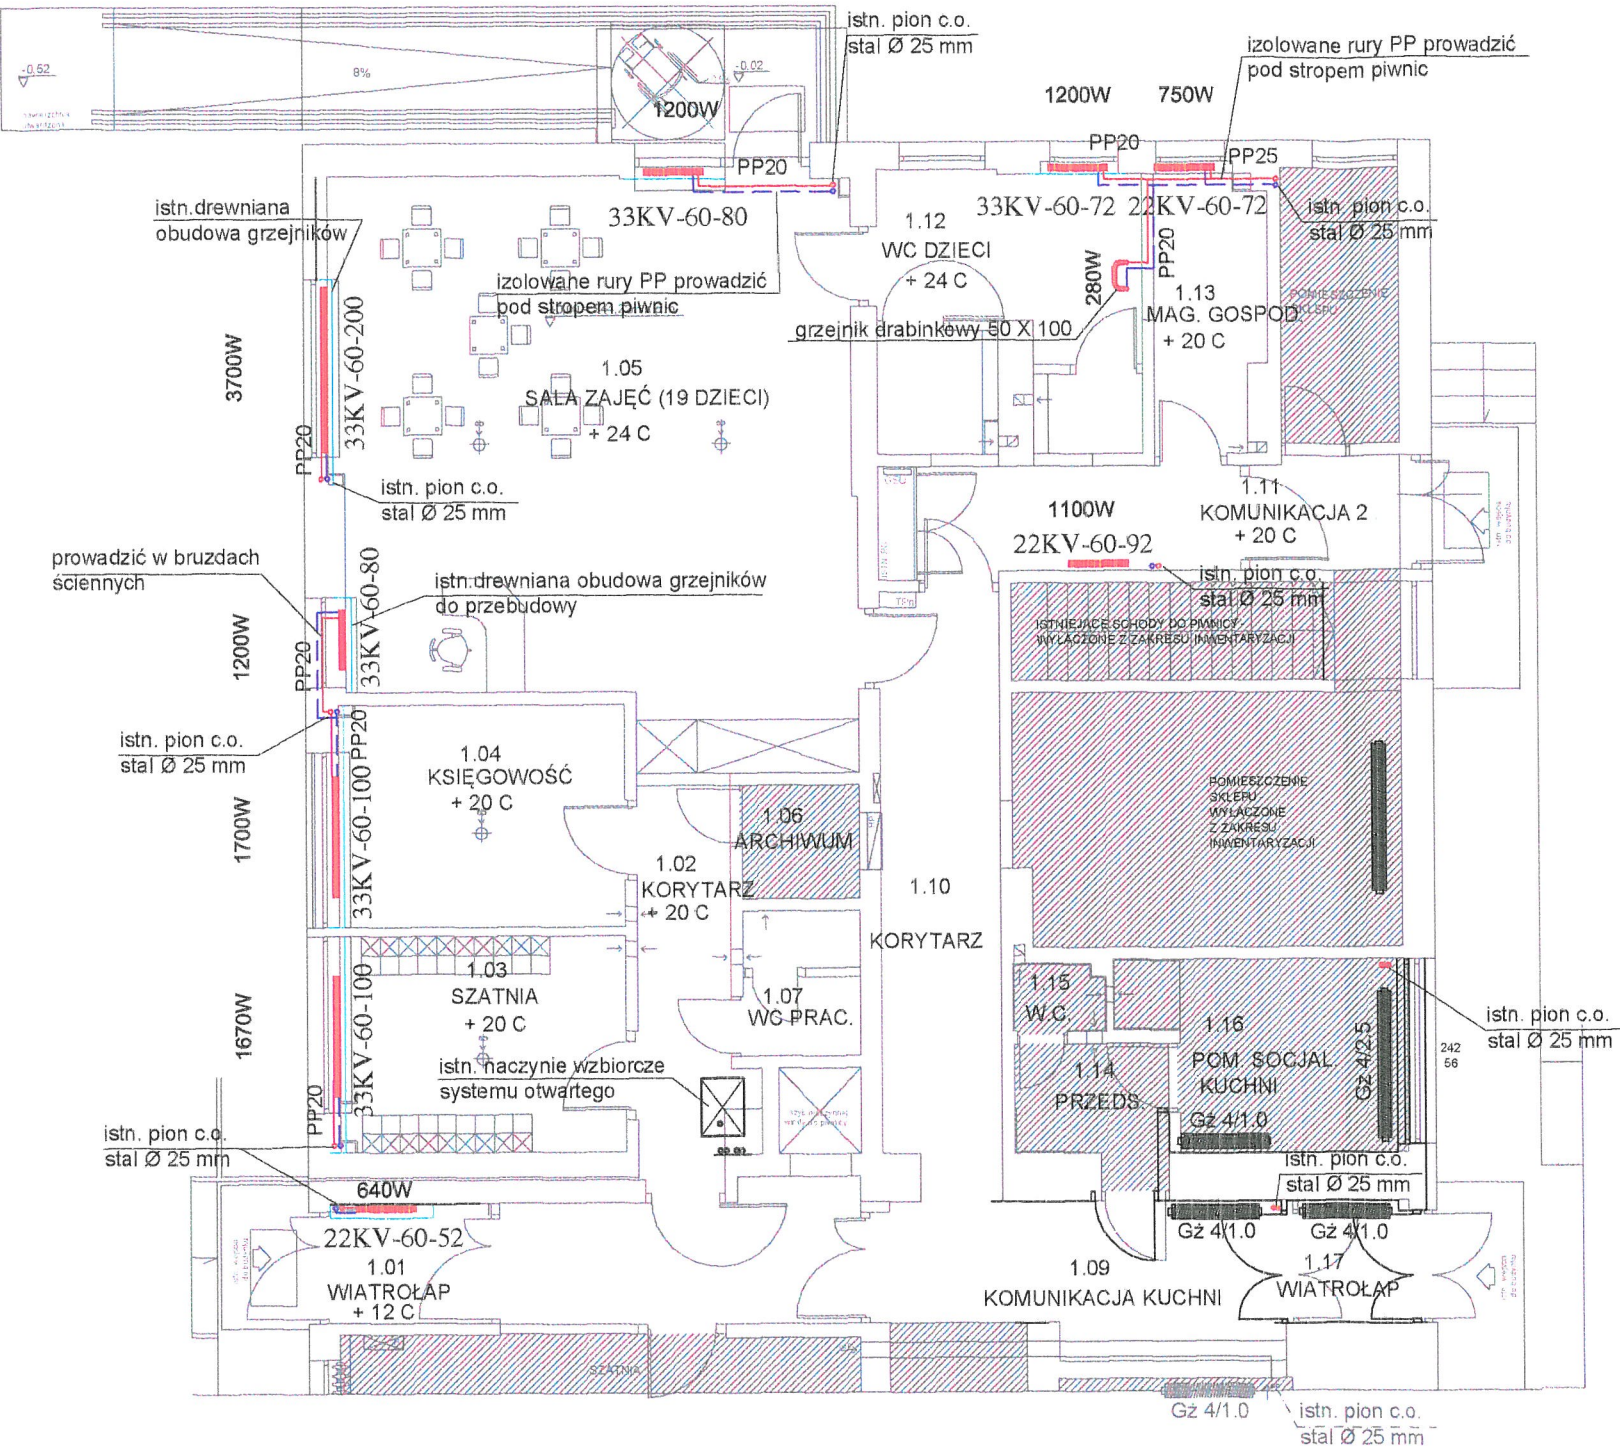 istn. pion c.o.
stal Ø 25 mm
izolowane rury PP prowadzić
pod stropem piwnic
-0.52
8%
-0.02
1200W
1200W
750W
PP20
PP20
PP25
istn.drewniana
obudowa grzejników
33KV-60-80
33KV-60-72
22KV-60-72
istn. pion c.o.
stal Ø 25 mm
1.12
WC DZIECI
+ 24 C
280W
PP20
izolowane rury PP prowadzić
pod stropem piwnic
grzejnik drabinkowy 50 X 100
1.13
MAG. GOSPOD.
+ 20 C
POMIESZCZENIE
SKLEPU
3700W
33KV-60-200
1.05
SALA ZAJĘĆ (19 DZIECI)
+ 24 C
PP20
istn. pion c.o.
stal Ø 25 mm
1.11
KOMUNIKACJA 2
+ 20 C
1100W
22KV-60-92
prowadzić w bruzdach
ściennych
istn.drewniana obudowa grzejników
do przebudowy
istn. pion c.o.
stal Ø 25 mm
1200W
PP20
33KV-60-80
ISTNIEJĄCE SCHODY DO PIWNICY -
WYŁĄCZONE Z ZAKRESU INWENTARYZACJI
istn. pion c.o.
stal Ø 25 mm
PP20
1.04
KSIĘGOWOŚĆ
+ 20 C
1700W
33KV-60-100
POMIESZCZENIE
SKLEPU
WYŁĄCZONE
Z ZAKRESU
INWENTARYZACJI
1.06
ARCHIWUM
1.02
KORYTARZ
+ 20 C
1.10
KORYTARZ
1.03
SZATNIA
+ 20 C
1670W
33KV-60-100
PP20
1.07
WC PRAC.
1.15
W.C.
1.16
POM. SOCJAL.
KUCHNI
Gż 4/2.5
242
56
istn. pion c.o.
stal Ø 25 mm
istn. naczynie wzbiorcze
systemu otwartego
1.14
PRZEDS.
Gż 4/1.0
istn. pion c.o.
stal Ø 25 mm
istn. pion c.o.
stal Ø 25 mm
640W
22KV-60-52
1.01
WIATROŁAP
+ 12 C
Gż 4/1.0
Gż 4/1.0
1.09
KOMUNIKACJA KUCHNI
1.17
WIATROŁAP
SZATNIA
Gż 4/1.0
istn. pion c.o.
stal Ø 25 mm